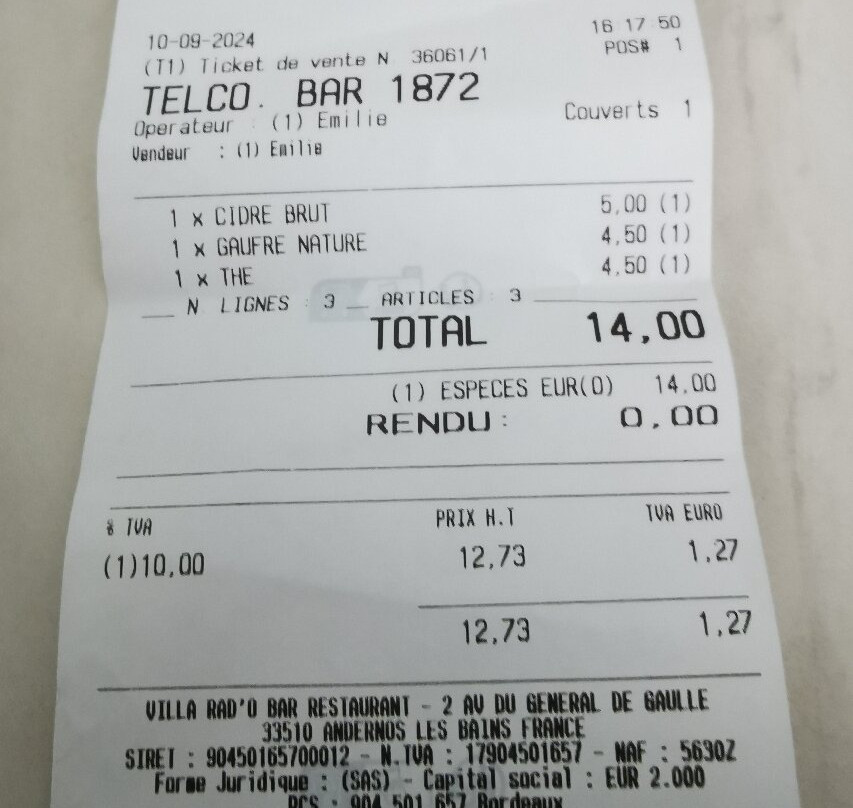 10-09-2024 16 17 50
(T1) Ticket de vente N 36061/1 POS# 1
TELCO. BAR 1872
Operateur : (1) Emilie Couverts 1
Vendeur : (1) Emilie
1 x CIDRE BRUT 5,00 (1)
1 x GAUFRE NATURE 4,50 (1)
1 x THE 4,50 (1)
N LIGNES : 3 ARTICLES : 3
TOTAL 14,00
(1) ESPECES EUR(O) 14.00
RENDU : 0,00
% TVA PRIX H.T TVA EURO
(1)10,00 12,73 1,27
12,73 1,27
VILLA RAD'O BAR RESTAURANT - 2 AV DU GENERAL DE GAULLE
33510 ANDERNOS LES BAINS FRANCE
SIRET : 90450165700012 - N.TVA : 17904501657 - NAF : 5630Z
Forme Juridique : (SAS) - Capital social : EUR 2.000
RCS : 904 501 657 Bordeaux